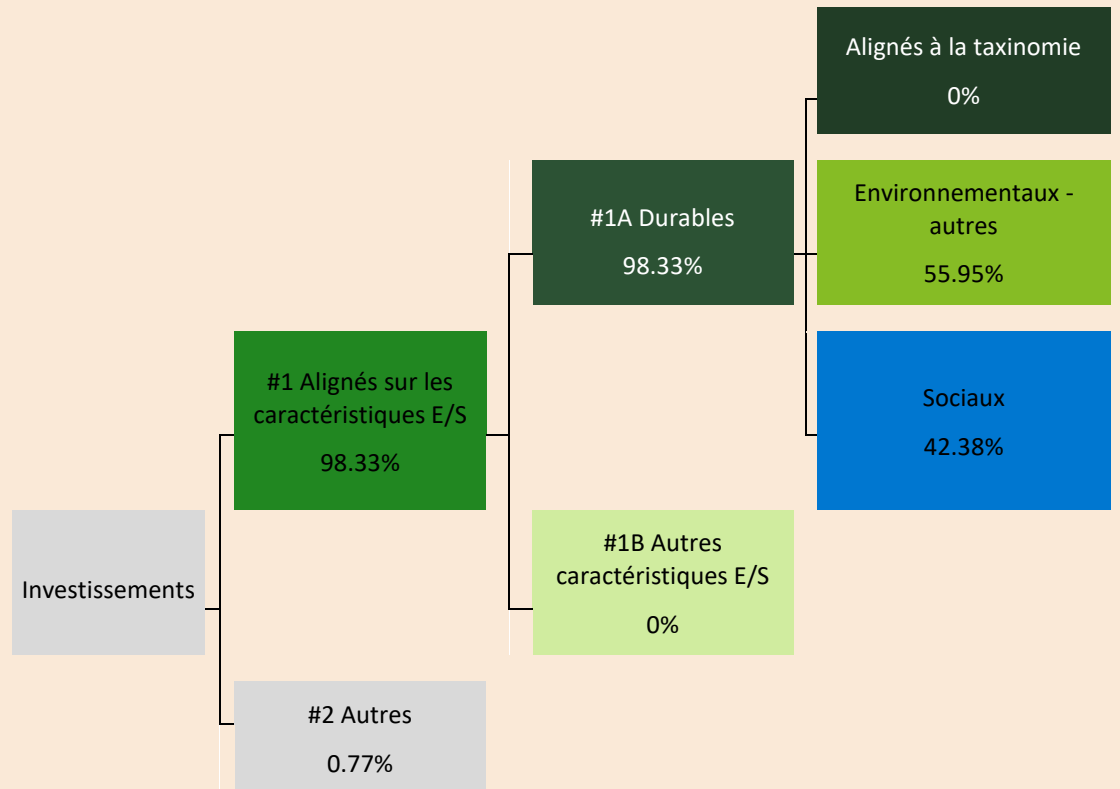 Alignés à la taxinomie
0%
#1A Durables
98.33%
Environnementaux -
autres
55.95%
#1 Alignés sur les
caractéristiques E/S
98.33%
Sociaux
42.38%
Investissements
#1B Autres
caractéristiques E/S
0%
#2 Autres
0.77%